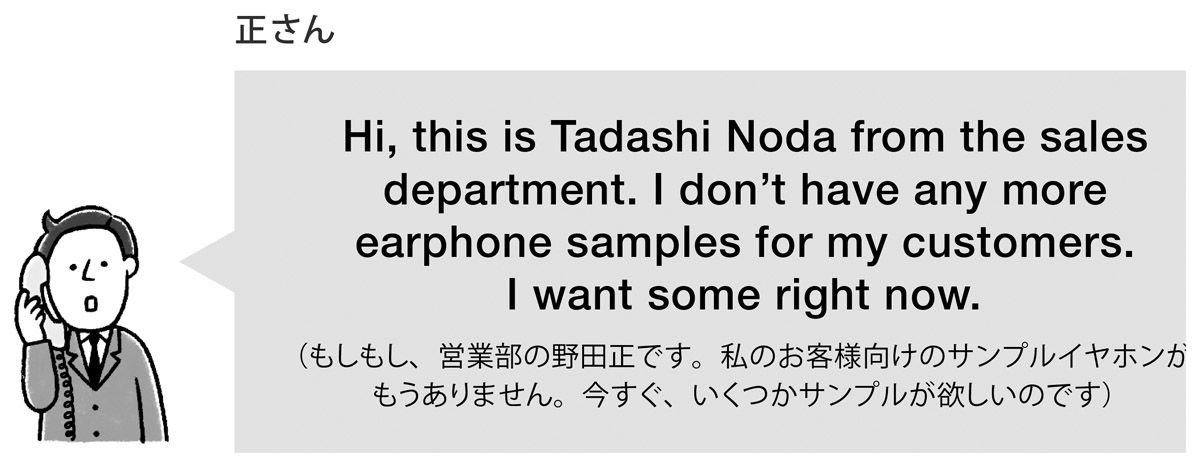 正さん
Hi, this is Tadashi Noda from the sales
department. I don’t have any more
earphone samples for my customers.
I want some right now.
（もしもし、営業部の野田正です。私のお客様向けのサンプルイヤホンが
もうありません。今すぐ、いくつかサンプルが欲しいのです）